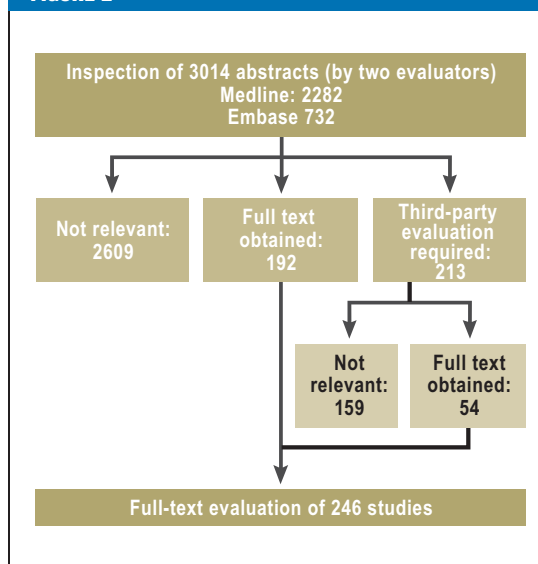 Inspection of 3014 abstracts (by two evaluators)
Medline: 2282
Embase 732
Not relevant:
2609
Full text
obtained:
192
Third-party
evaluation
required:
213
Not
relevant:
159
Full text
obtained:
54
Full-text evaluation of 246 studies